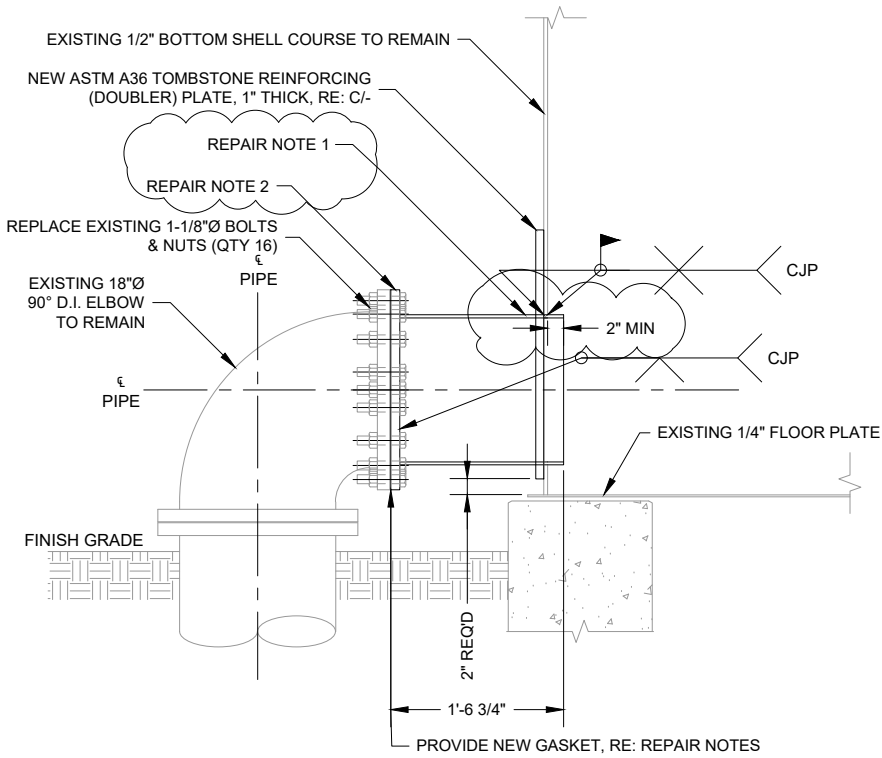 EXISTING 1/2" BOTTOM SHELL COURSE TO REMAIN
NEW ASTM A36 TOMBSTONE REINFORCING
(DOUBLER) PLATE, 1" THICK, RE: C/-
REPAIR NOTE 1
REPAIR NOTE 2
REPLACE EXISTING 1-1/8"Ø BOLTS
& NUTS (QTY 16)
℄
PIPE
EXISTING 18"Ø
90° D.I. ELBOW
TO REMAIN
CJP
2" MIN
CJP
℄
PIPE
EXISTING 1/4" FLOOR PLATE
FINISH GRADE
2" REQ'D
1'-6 3/4"
PROVIDE NEW GASKET, RE: REPAIR NOTES